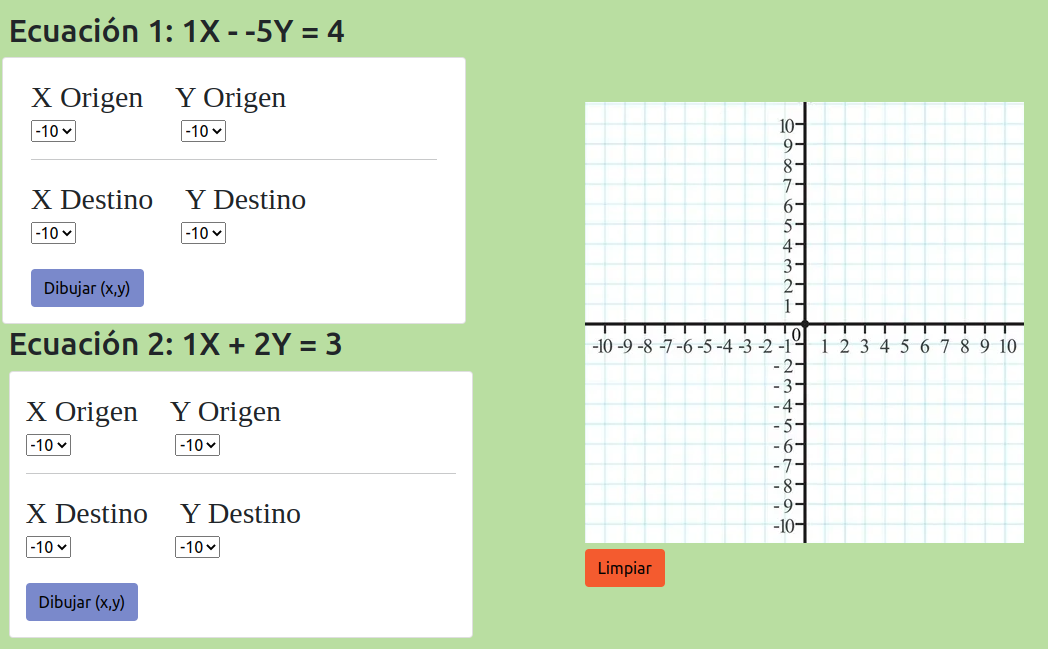 Ecuación 1: 1X - -5Y = 4
X Origen Y Origen
-10 -10
X Destino Y Destino
-10 -10
Dibujar (x,y)
Ecuación 2: 1X + 2Y = 3
X Origen Y Origen
-10 -10
X Destino Y Destino
-10 -10
Dibujar (x,y)
10
9
8
7
6
5
4
3
2
1
0
-10 -9 -8 -7 -6 -5 -4 -3 -2 -1 1 2 3 4 5 6 7 8 9 10
-2
-3
-4
-5
-6
-7
-8
-9
-10
Limpiar